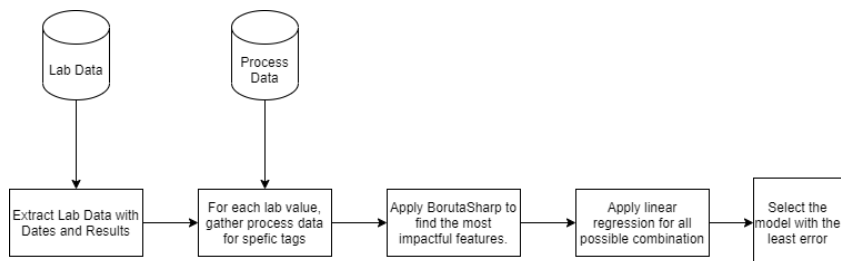 Lab Data
Process
Data
Extract Lab Data with
Dates and Results
For each lab value,
gather process data
for spefic tags
Apply BorutaSharp to
find the most
impactful features.
Apply linear
regression for all
possible combination
Select the
model with the
least error